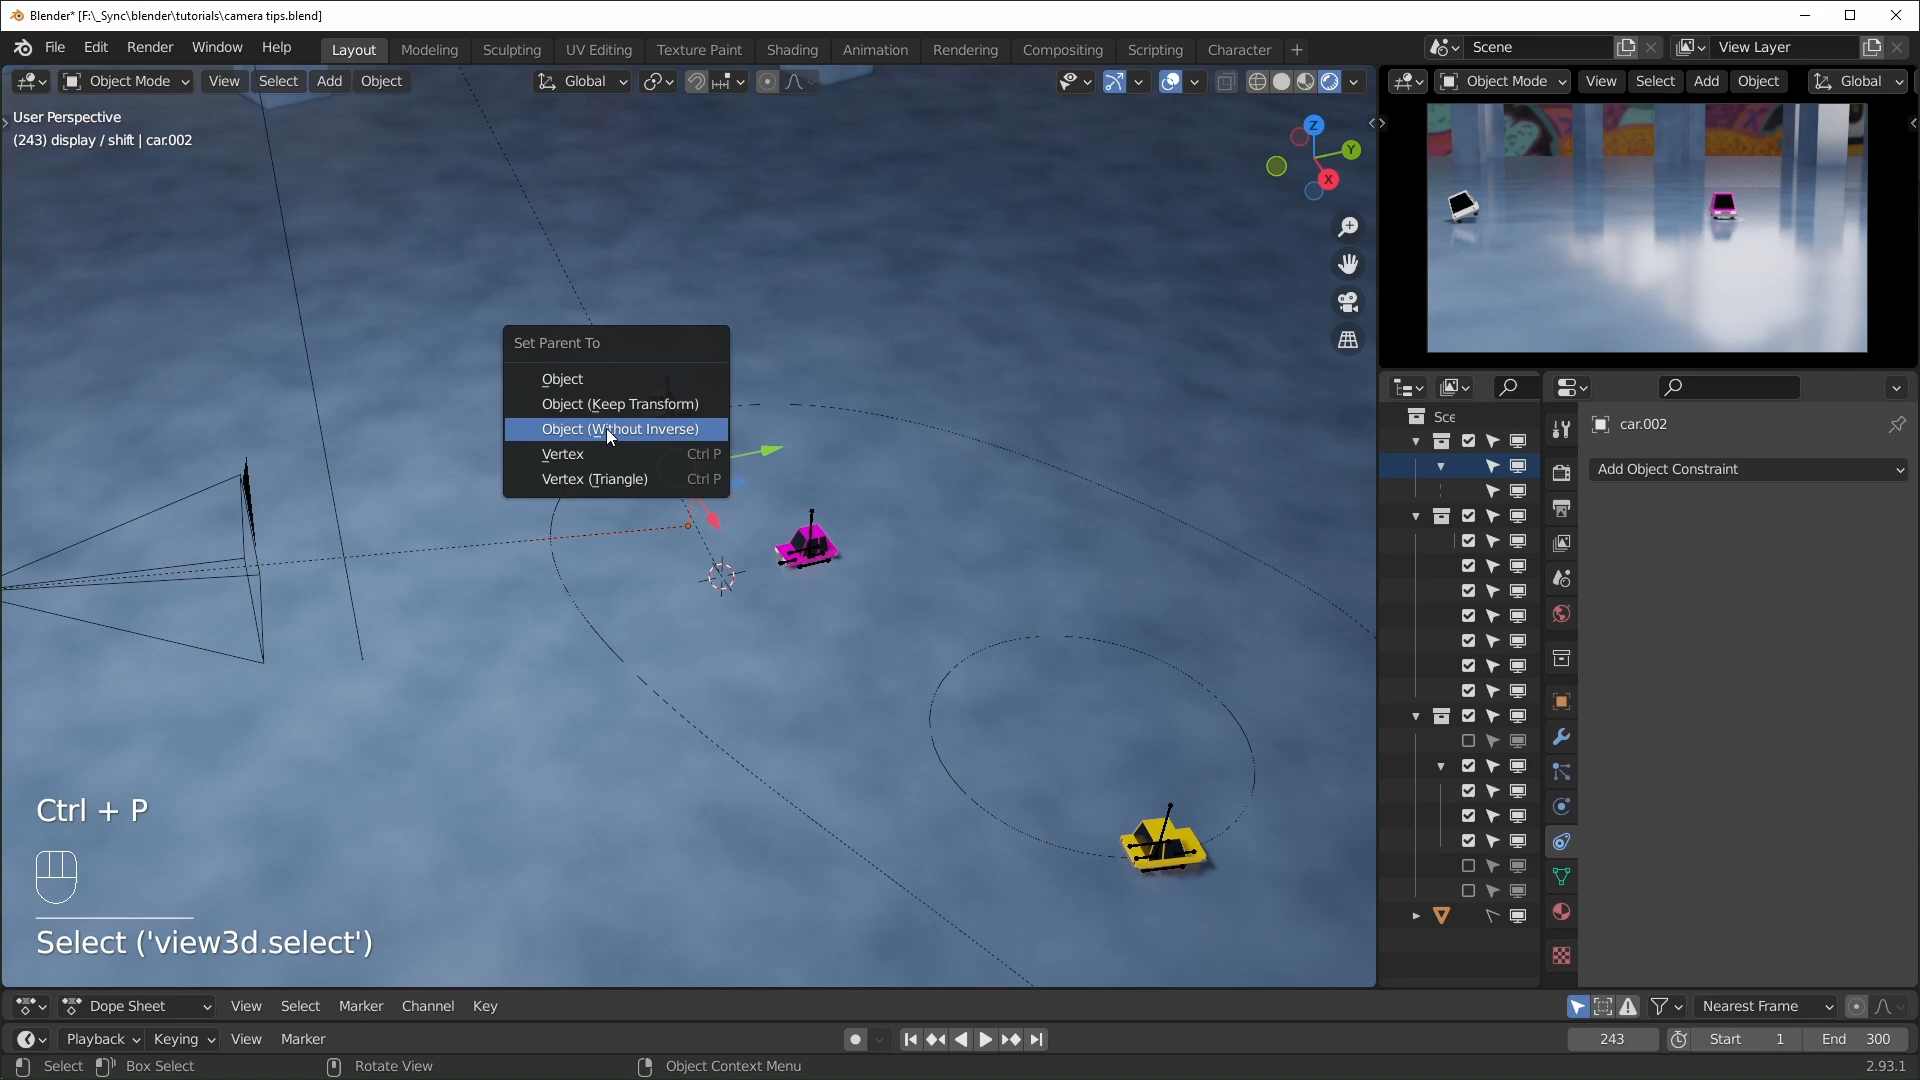 Blender* [F:\_Sync\blender\tutorials\camera tips.blend]
File Edit Render Window Help Layout Modeling Sculpting UV Editing Texture Paint Shading Animation Rendering Compositing Scripting Character + Scene View Layer
Object Mode View Select Add Object Global Object Mode View Select Add Object Global
User Perspective
(243) display / shift | car.002
Z
Y
X
Set Parent To
Object
Object (Keep Transform)
Object (Without Inverse)
Vertex Ctrl P
Vertex (Triangle) Ctrl P
Sce
car.002
Add Object Constraint
Ctrl + P
Select ('view3d.select')
Dope Sheet View Select Marker Channel Key Nearest Frame
Playback Keying View Marker 243 Start 1 End 300
Select Box Select Rotate View Object Context Menu 2.93.1